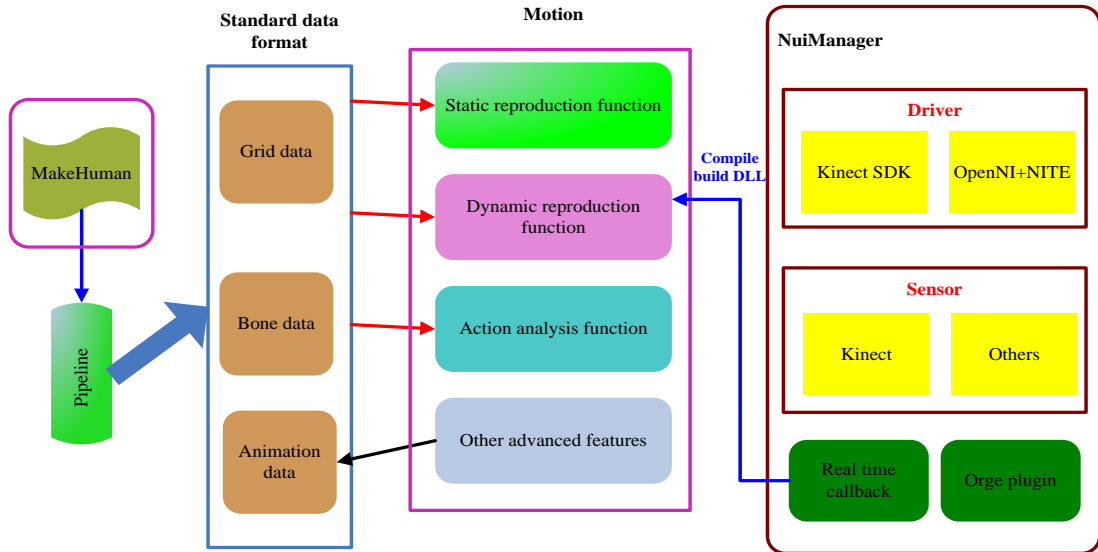 Standard data
format
Motion
NuiManager
MakeHuman
Pipeline
Grid data
Bone data
Animation
data
Static reproduction function
Dynamic reproduction
function
Action analysis function
Other advanced features
Compile
build DLL
Driver
Kinect SDK
OpenNI+NITE
Sensor
Kinect
Others
Real time
callback
Orge plugin